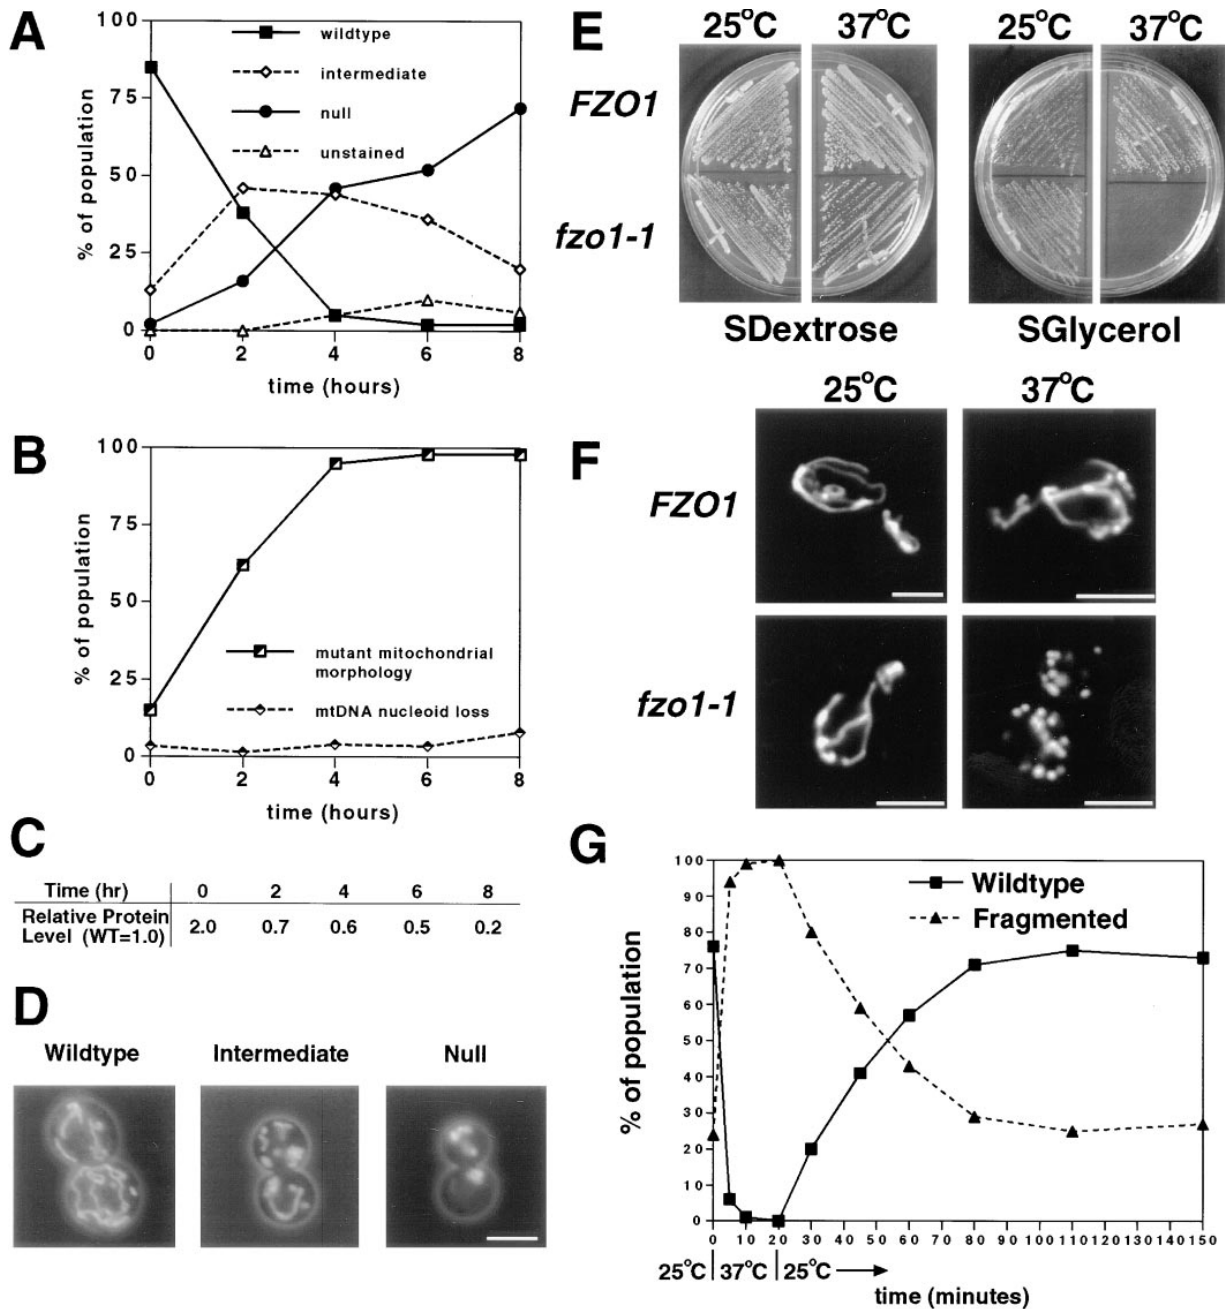 A
100
75
50
25
0
% of population
wildtype
intermediate
null
unstained
0 2 4 6 8
time (hours)
B
100
75
50
25
0
% of population
mutant mitochondrial
morphology
mtDNA nucleoid loss
0 2 4 6 8
time (hours)
C
Time (hr) 0 2 4 6 8
Relative Protein
Level (WT=1.0) 2.0 0.7 0.6 0.5 0.2
D
Wildtype Intermediate Null
E
25°C 37°C 25°C 37°C
FZO1
fzo1-1
SDextrose SGlycerol
F
25°C 37°C
FZO1
fzo1-1
G
100
90
80
70
60
50
40
30
20
10
0
% of population
Wildtype
Fragmented
0 10 20 30 40 50 60 70 80 90 100 110 120 130 140 150
25°C 37°C 25°C
time (minutes)